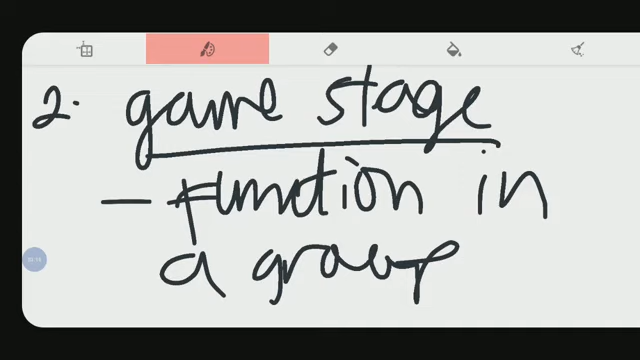 2. game stage
- function in
a group